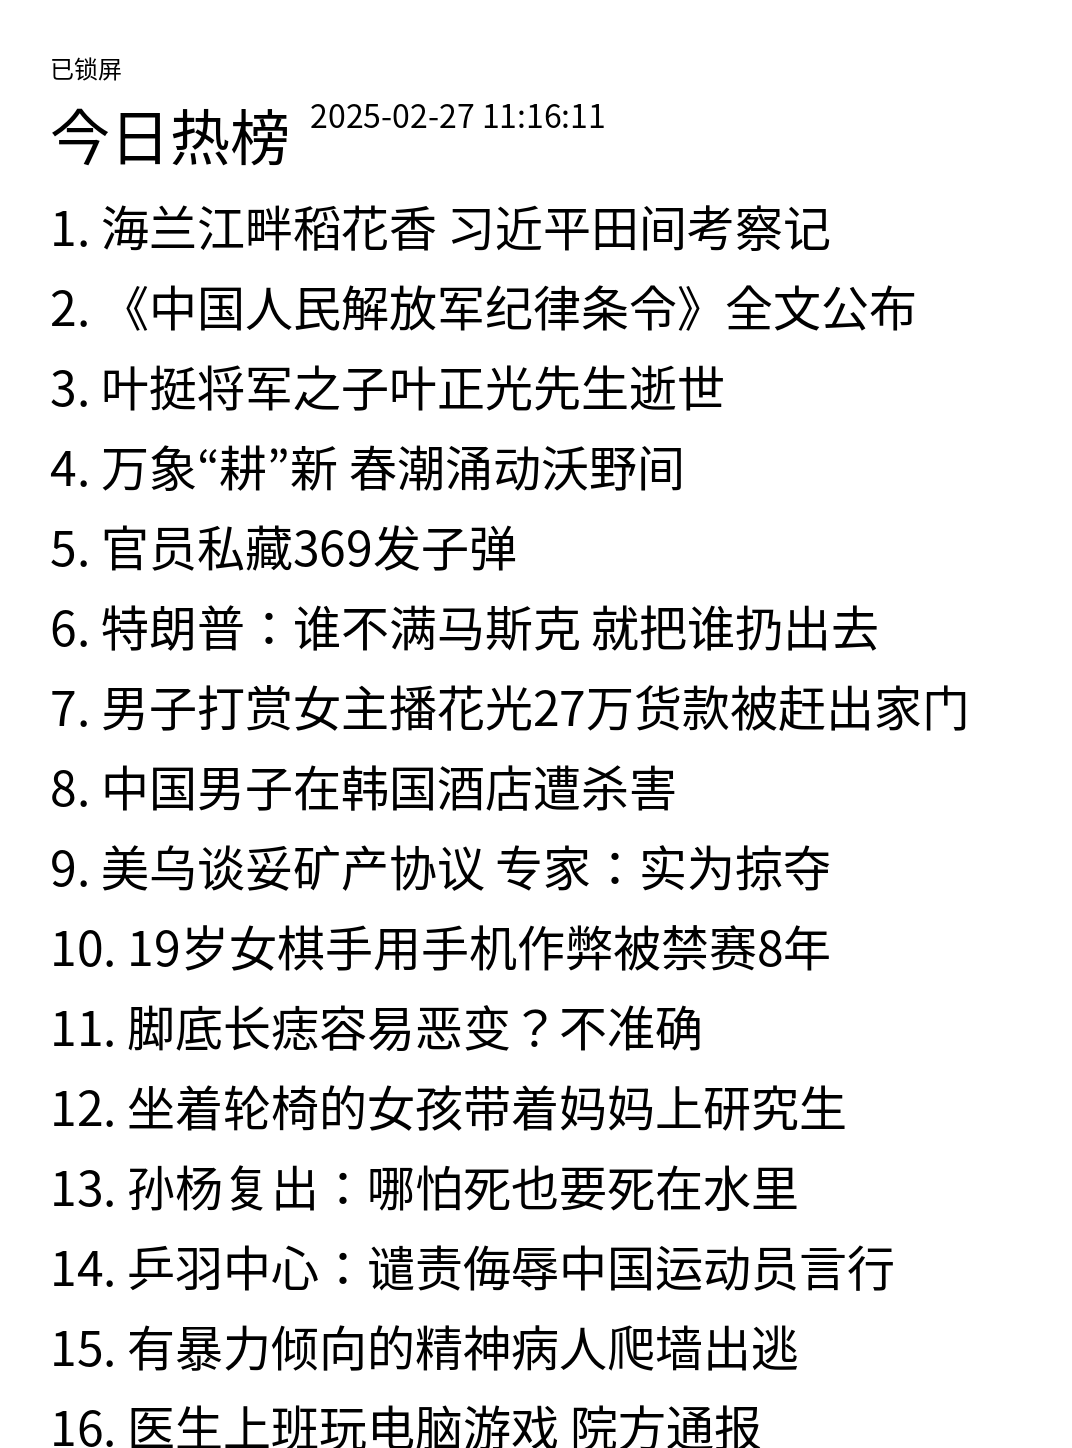 已锁屏
今日热榜 2025-02-27 11:16:11
1. 海兰江畔稻花香 习近平田间考察记
2. 《中国人民解放军纪律条令》全文公布
3. 叶挺将军之子叶正光先生逝世
4. 万象“耕”新 春潮涌动沃野间
5. 官员私藏369发子弹
6. 特朗普：谁不满马斯克 就把谁扔出去
7. 男子打赏女主播花光27万货款被赶出家门
8. 中国男子在韩国酒店遭杀害
9. 美乌谈妥矿产协议 专家：实为掠夺
10. 19岁女棋手用手机作弊被禁赛8年
11. 脚底长痣容易恶变？不准确
12. 坐着轮椅的女孩带着妈妈上研究生
13. 孙杨复出：哪怕死也要死在水里
14. 乒羽中心：谴责侮辱中国运动员言行
15. 有暴力倾向的精神病人爬墙出逃
16. 医生上班玩电脑游戏 院方通报